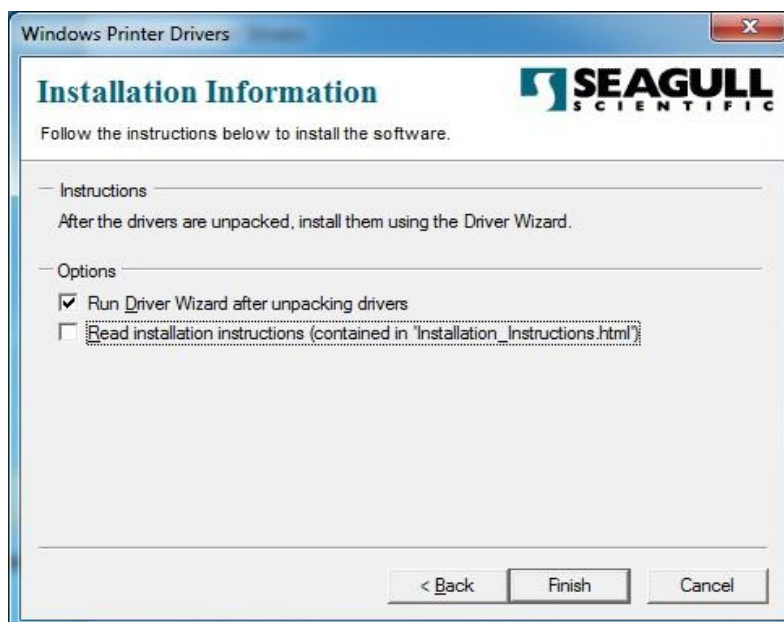 Windows Printer Drivers
Installation Information
SEAGULL
SCIENTIFIC
Follow the instructions below to install the software.
Instructions
After the drivers are unpacked, install them using the Driver Wizard.
Options
Run Driver Wizard after unpacking drivers
Read installation instructions (contained in 'Installation_Instructions.html')
< Back
Finish
Cancel